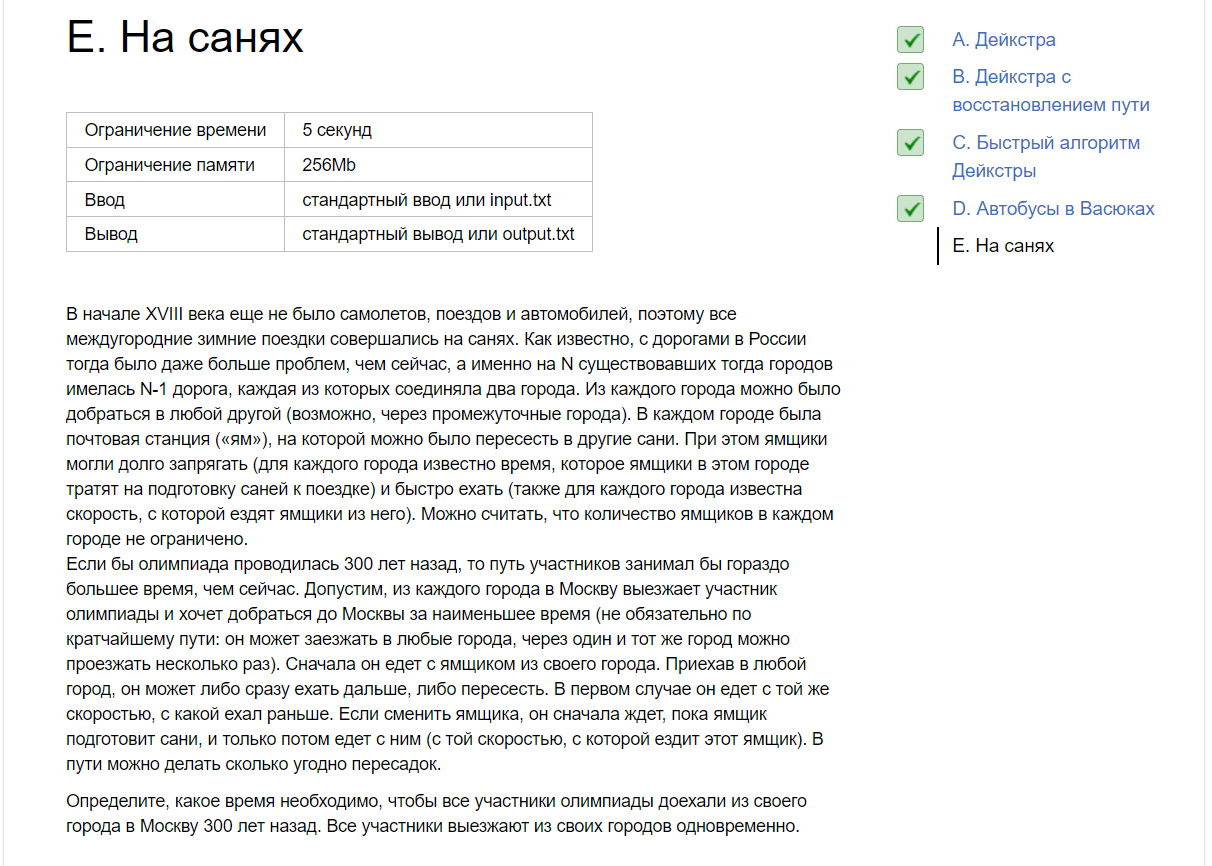 Е. На санях
Ограничение времени 5 секунд
Ограничение памяти 256Mb
Ввод стандартный ввод или input.txt
Вывод стандартный вывод или output.txt
В начале XVIII века еще не было самолетов, поездов и автомобилей, поэтому все
междугородние зимние поездки совершались на санях. Как известно, с дорогами в России
тогда было даже больше проблем, чем сейчас, а именно на N существовавших тогда городов
имелась N-1 дорога, каждая из которых соединяла два города. Из каждого города можно было
добраться в любой другой (возможно, через промежуточные города). В каждом городе была
почтовая станция («ям»), на которой можно было пересесть в другие сани. При этом ямщики
могли долго запрягать (для каждого города известно время, которое ямщики в этом городе
тратят на подготовку саней к поездке) и быстро ехать (также для каждого города известна
скорость, с которой ездят ямщики из него). Можно считать, что количество ямщиков в каждом
городе не ограничено.
Если бы олимпиада проводилась 300 лет назад, то путь участников занимал бы гораздо
большее время, чем сейчас. Допустим, из каждого города в Москву выезжает участник
олимпиады и хочет добраться до Москвы за наименьшее время (не обязательно по
кратчайшему пути: он может заезжать в любые города, через один и тот же город можно
проезжать несколько раз). Сначала он едет с ямщиком из своего города. Приехав в любой
город, он может либо сразу ехать дальше, либо пересесть. В первом случае он едет с той же
скоростью, с какой ехал раньше. Если сменить ямщика, он сначала ждет, пока ямщик
подготовит сани, и только потом едет с ним (с той скоростью, с которой ездит этот ямщик). В
пути можно делать сколько угодно пересадок.
Определите, какое время необходимо, чтобы все участники олимпиады доехали из своего
города в Москву 300 лет назад. Все участники выезжают из своих городов одновременно.
A. Дейкстра
B. Дейкстра с
восстановлением пути
C. Быстрый алгоритм
Дейкстры
D. Автобусы в Васюках
E. На санях